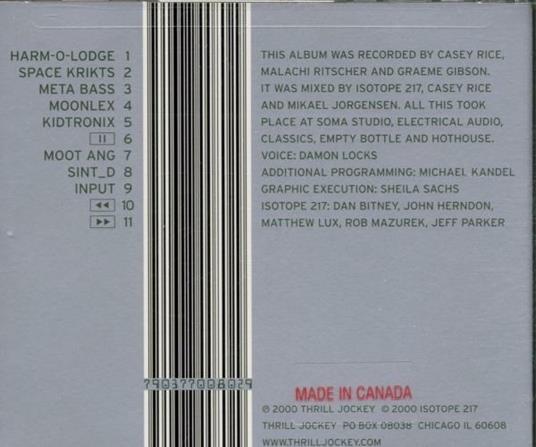 HARM-O-LODGE 1
SPACE KRIKTS 2
META BASS 3
MOONLEX 4
KIDTRONIX 5
6
MOOT ANG 7
SINT_D 8
INPUT 9
10
11
THIS ALBUM WAS RECORDED BY CASEY RICE,
MALACHI RITSCHER AND GRAEME GIBSON.
IT WAS MIXED BY ISOTOPE 217, CASEY RICE
AND MIKAEL JORGENSEN. ALL THIS TOOK
PLACE AT SOMA STUDIO, ELECTRICAL AUDIO,
CLASSICS, EMPTY BOTTLE AND HOTHOUSE.
VOICE: DAMON LOCKS
ADDITIONAL PROGRAMMING: MICHAEL KANDEL
GRAPHIC EXECUTION: SHEILA SACHS
ISOTOPE 217: DAN BITNEY, JOHN HERNDON,
MATTHEW LUX, ROB MAZUREK, JEFF PARKER
790377008029
MADE IN CANADA
℗ 2000 THRILL JOCKEY © 2000 ISOTOPE 217
THRILL JOCKEY PO BOX 08038 CHICAGO IL 60608
WWW.THRILLJOCKEY.COM